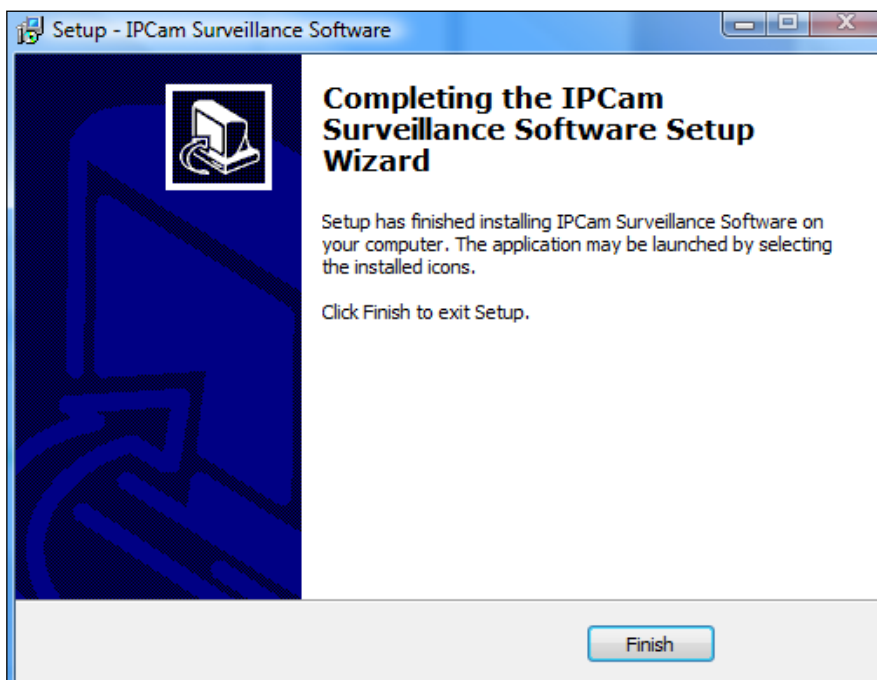 Setup - IPCam Surveillance Software
Completing the IPCam
Surveillance Software Setup
Wizard
Setup has finished installing IPCam Surveillance Software on
your computer. The application may be launched by selecting
the installed icons.
Click Finish to exit Setup.
Finish